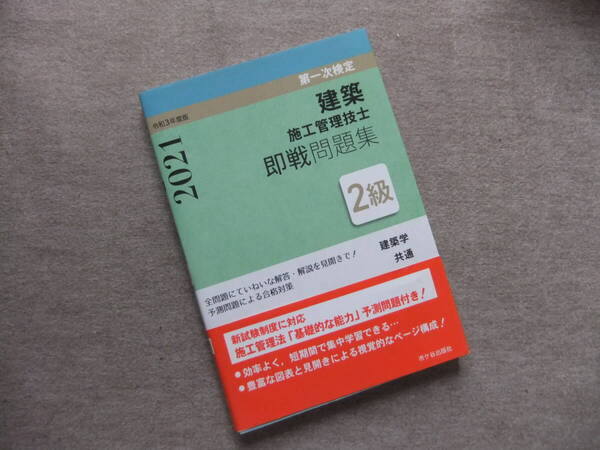 令和3年度版
2021
第一次検定
建築
施工管理技士
即戦問題集
2級
全問題にていねいな解答・解説を見開きで!
予測問題による合格対策
建築学
共通
新試験制度に対応
施工管理法「基礎的な能力」予測問題付き!
●効率よく,短期間で集中学習できる…
●豊富な図表と見開きによる視覚的なページ構成!
市ケ谷出版社